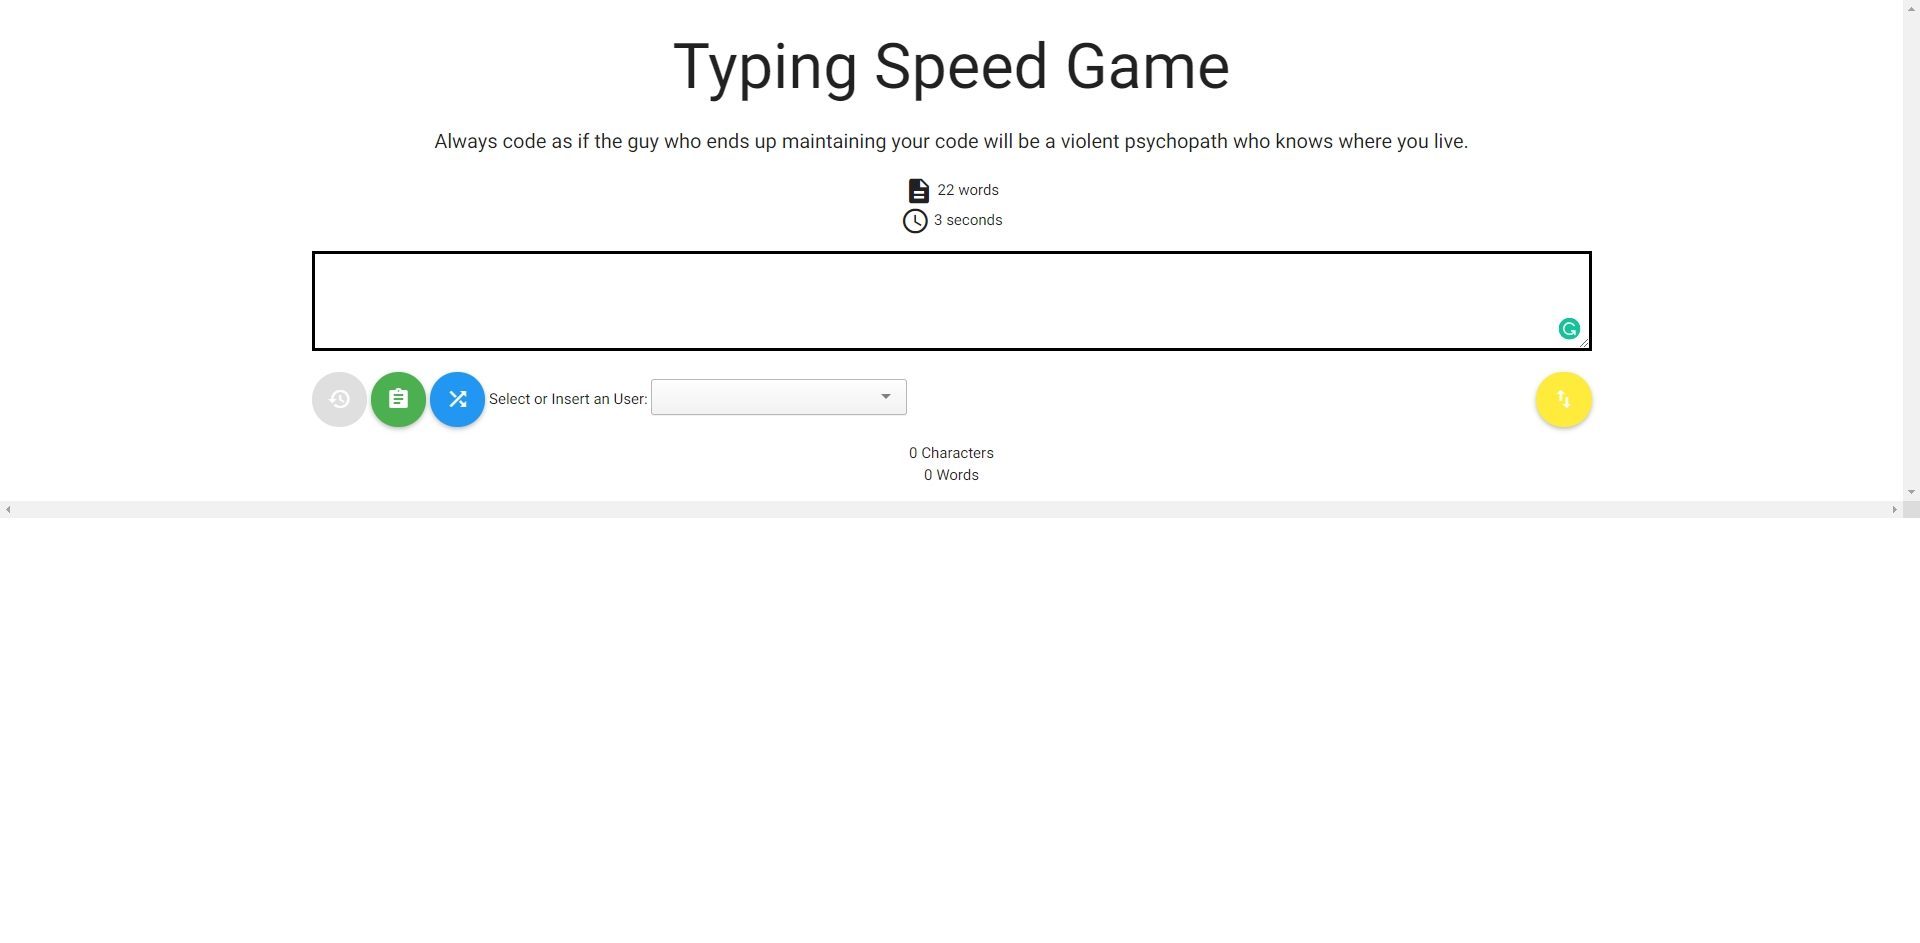 Typing Speed Game
Always code as if the guy who ends up maintaining your code will be a violent psychopath who knows where you live.
22 words
3 seconds
Select or Insert an User:
0 Characters
0 Words